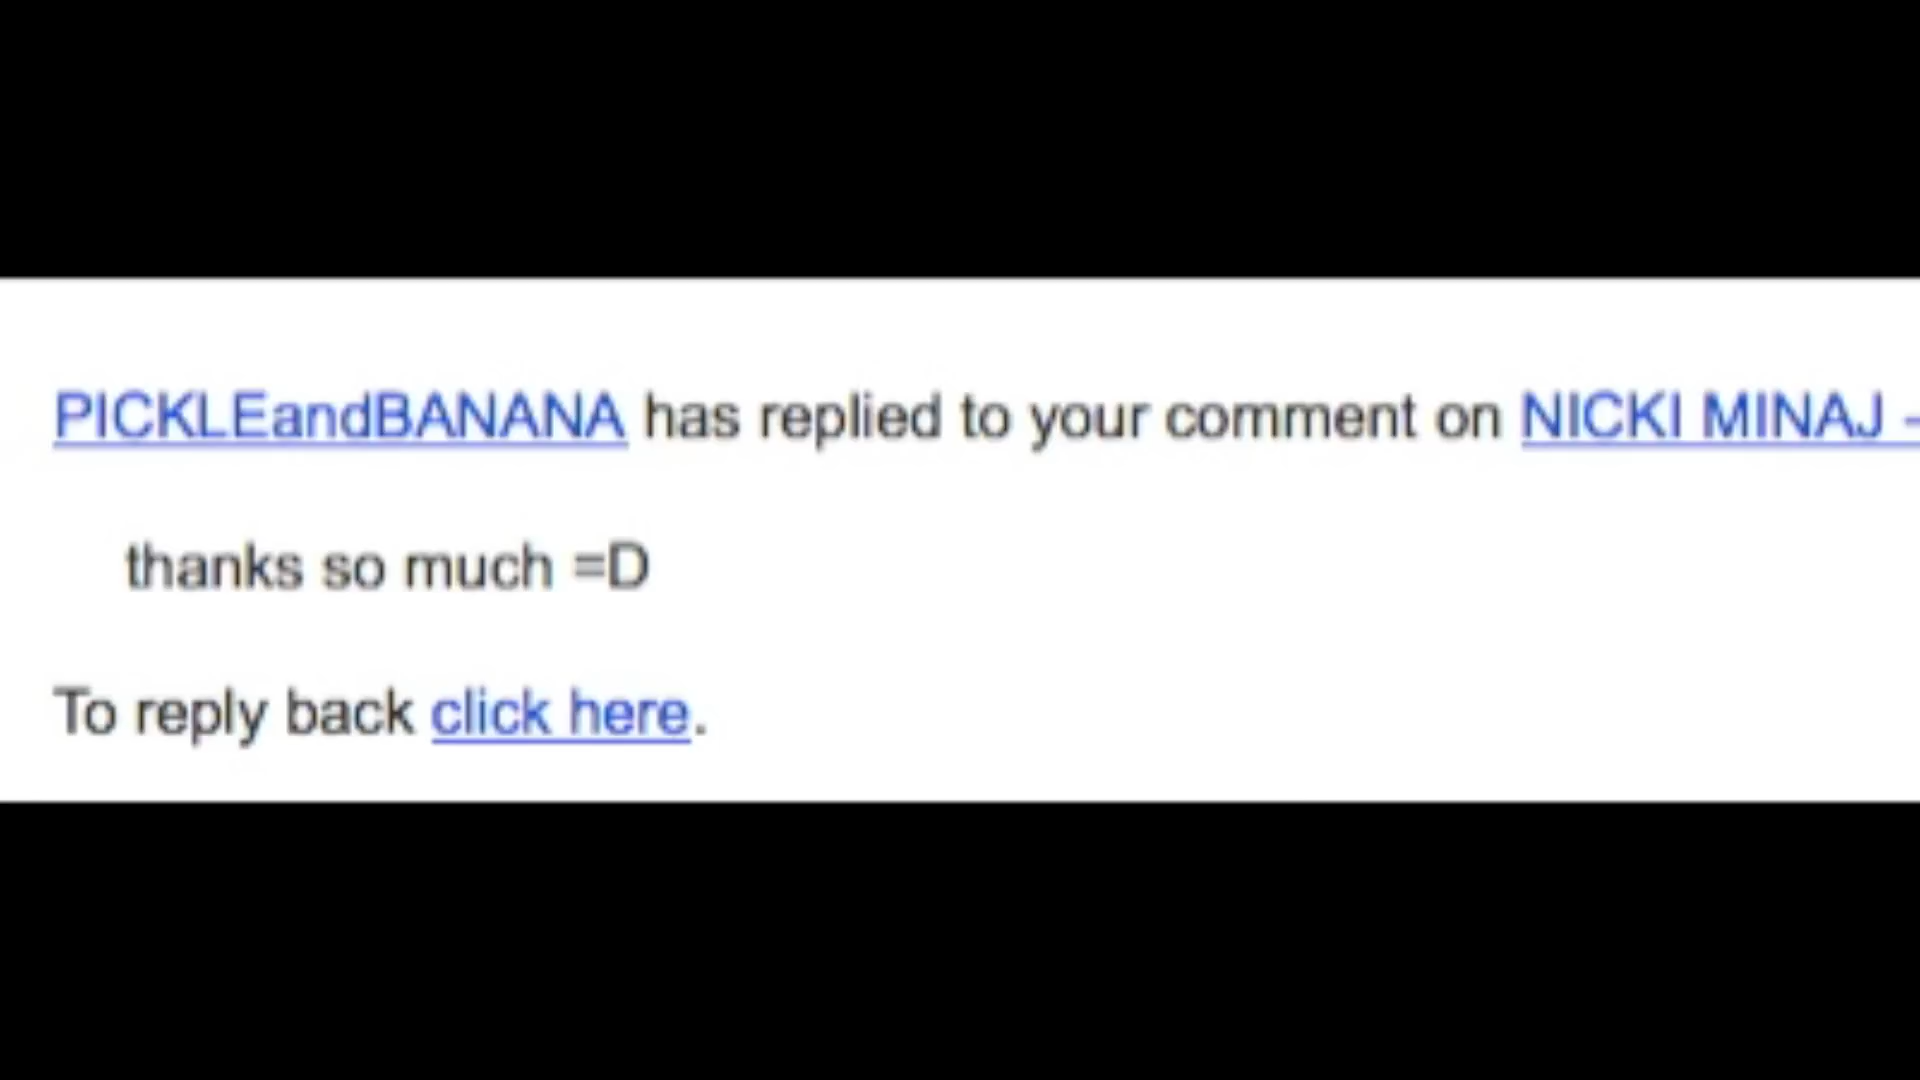 PICKLEandBANANA has replied to your comment on NICKI MINAJ -
thanks so much =D
To reply back click here.